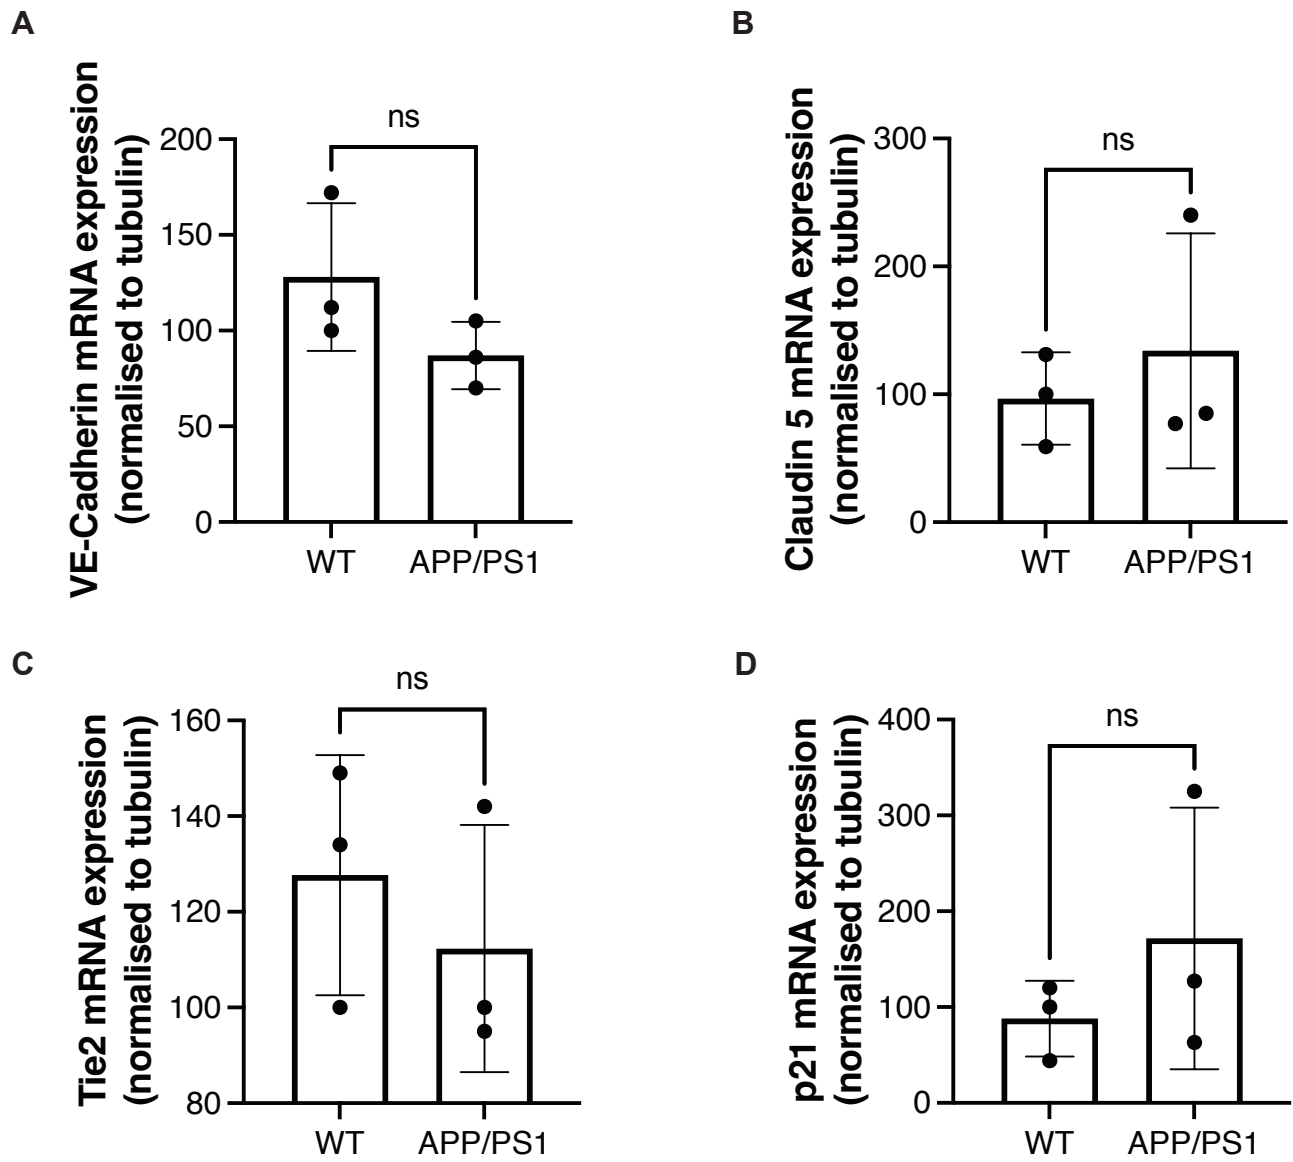 A
VE-Cadherin mRNA expression
(normalised to tubulin)
200
150
100
50
0
ns
WT
APP/PS1
B
Claudin 5 mRNA expression
(normalised to tubulin)
300
200
100
0
ns
WT
APP/PS1
C
Tie2 mRNA expression
(normalised to tubulin)
160
140
120
100
80
ns
WT
APP/PS1
D
p21 mRNA expression
(normalised to tubulin)
400
300
200
100
0
ns
WT
APP/PS1